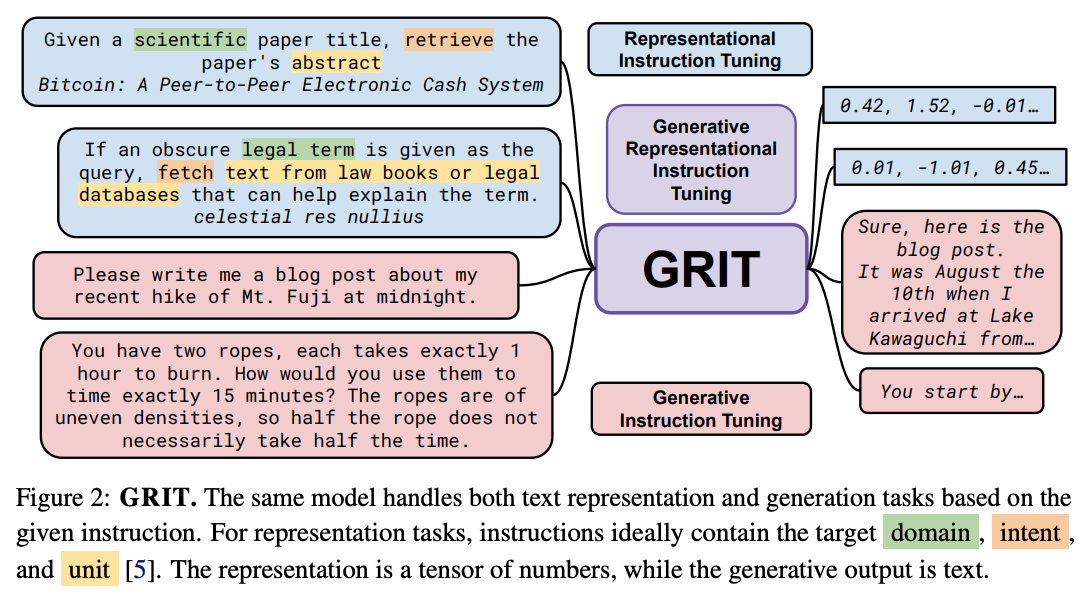 Given a scientific paper title, retrieve the
paper's abstract
Bitcoin: A Peer-to-Peer Electronic Cash System
If an obscure legal term is given as the
query, fetch text from law books or legal
databases that can help explain the term.
celestial res nullius
Please write me a blog post about my
recent hike of Mt. Fuji at midnight.
You have two ropes, each takes exactly 1
hour to burn. How would you use them to
time exactly 15 minutes? The ropes are of
uneven densities, so half the rope does not
necessarily take half the time.
Representational
Instruction Tuning
Generative
Representational
Instruction
Tuning
GRIT
Generative
Instruction Tuning
0.42, 1.52, -0.01…
0.01, -1.01, 0.45…
Sure, here is the
blog post.
It was August the
10th when I
arrived at Lake
Kawaguchi from…
You start by…
Figure 2: GRIT. The same model handles both text representation and generation tasks based on the
given instruction. For representation tasks, instructions ideally contain the target domain, intent,
and unit [5]. The representation is a tensor of numbers, while the generative output is text.